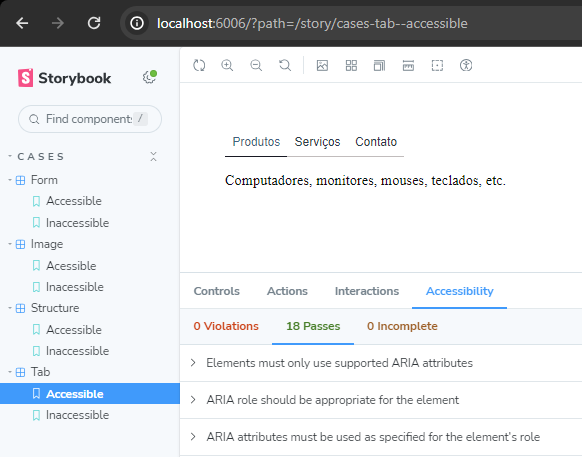 localhost:6006/?path=/story/cases-tab--accessible
Storybook
Find component: /
CASES
Form
Accessible
Inaccessible
Image
Acessible
Inacessible
Structure
Accessible
Inaccessible
Tab
Accessible
Inaccessible
Produtos Serviços Contato
Computadores, monitores, mouses, teclados, etc.
Controls Actions Interactions Accessibility
0 Violations 18 Passes 0 Incomplete
Elements must only use supported ARIA attributes
ARIA role should be appropriate for the element
ARIA attributes must be used as specified for the element's role